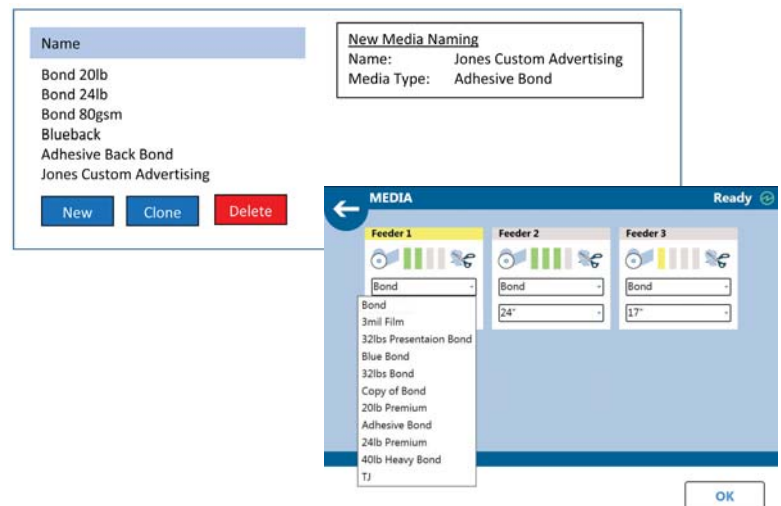 Name
Bond 20lb
Bond 24lb
Bond 80gsm
Blueback
Adhesive Back Bond
Jones Custom Advertising
New Clone Delete
New Media Naming
Name: Jones Custom Advertising
Media Type: Adhesive Bond
MEDIA Ready
Feeder 1 Feeder 2 Feeder 3
Bond Bond Bond
24" 17"
Bond
3mil Film
32lbs Presentaion Bond
Blue Bond
32lbs Bond
Copy of Bond
20lb Premium
Adhesive Bond
24lb Premium
40lb Heavy Bond
TJ
OK